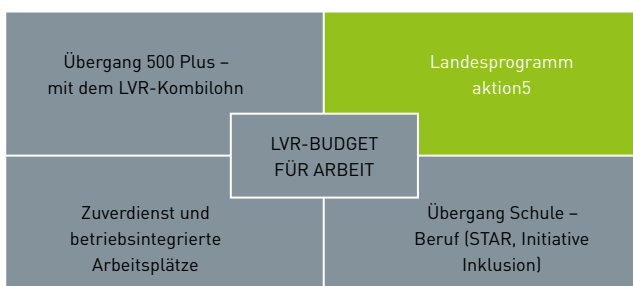 Übergang 500 Plus –
mit dem LVR-Kombilohn
Landesprogramm
aktion5
LVR-BUDGET
FÜR ARBEIT
Zuverdienst und
betriebsintegrierte
Arbeitsplätze
Übergang Schule –
Beruf (STAR, Initiative
Inklusion)